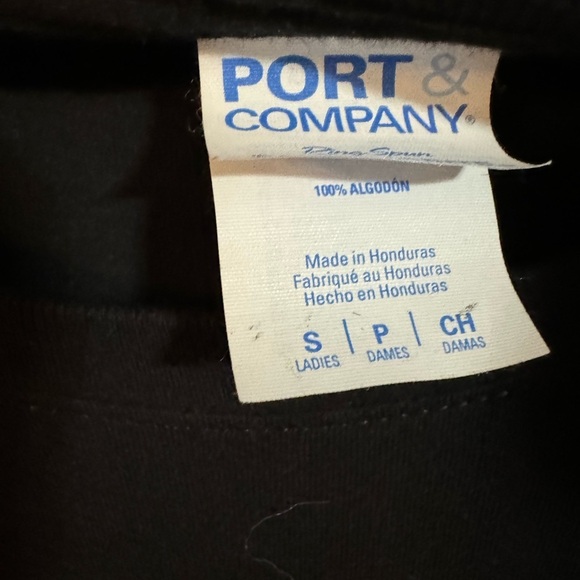 PORT &
COMPANY®
100% ALGODÓN
Made in Honduras
Fabriqué au Honduras
Hecho en Honduras
S | P | CH
LADIES DAMES DAMAS